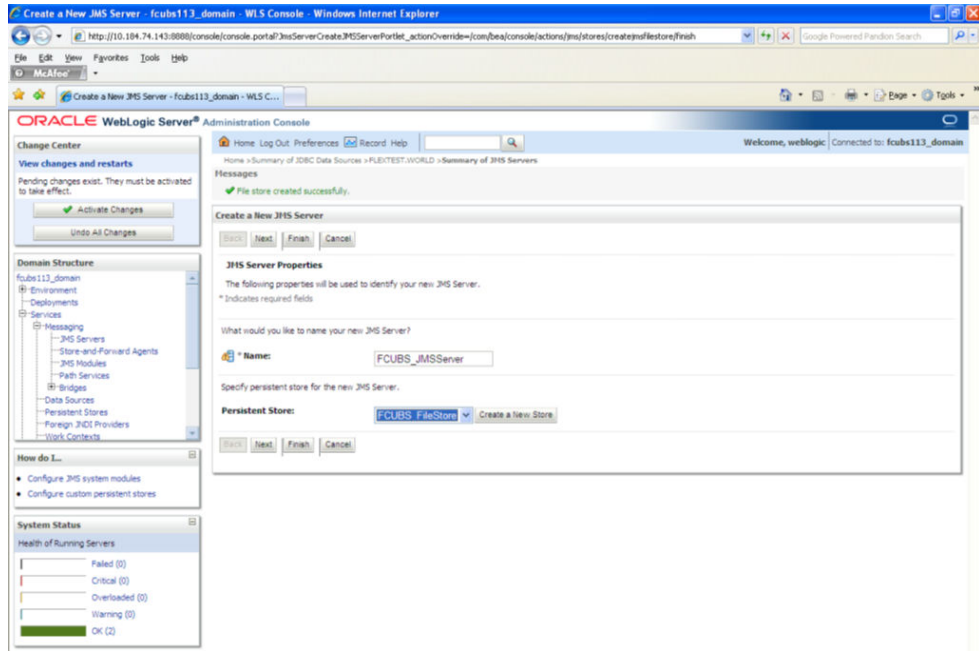 Create a New JMS Server - fcubs113_domain - WLS Console - Windows Internet Explorer
http://10.184.74.143:8888/console/console.portal?JmsServerCreateJMSServerPortlet_actionOverride=/com/bea/console/actions/jms/stores/createjmsfilestore/finish
Google Powered Pandion Search
File Edit View Favorites Tools Help
McAfee
Create a New JMS Server - fcubs113_domain - WLS C...
Page Tools
ORACLE WebLogic Server® Administration Console
Change Center
View changes and restarts
Pending changes exist. They must be activated
to take effect.
Activate Changes
Undo All Changes
Domain Structure
fcubs113_domain
Environment
Deployments
Services
Messaging
JMS Servers
Store-and-Forward Agents
JMS Modules
Path Services
Bridges
Data Sources
Persistent Stores
Foreign JNDI Providers
Work Contexts
How do I...
Configure JMS system modules
Configure custom persistent stores
System Status
Health of Running Servers
Failed (0)
Critical (0)
Overloaded (0)
Warning (0)
OK (2)
Home Log Out Preferences Record Help
Welcome, weblogic Connected to: fcubs113_domain
Home >Summary of JDBC Data Sources >FLEXTEST.WORLD >Summary of JMS Servers
Messages
File store created successfully.
Create a New JMS Server
Back Next Finish Cancel
JMS Server Properties
The following properties will be used to identify your new JMS Server.
* Indicates required fields
What would you like to name your new JMS Server?
* Name: FCUBS_JMSServer
Specify persistent store for the new JMS Server.
Persistent Store: FCUBS_FileStore Create a New Store
Back Next Finish Cancel